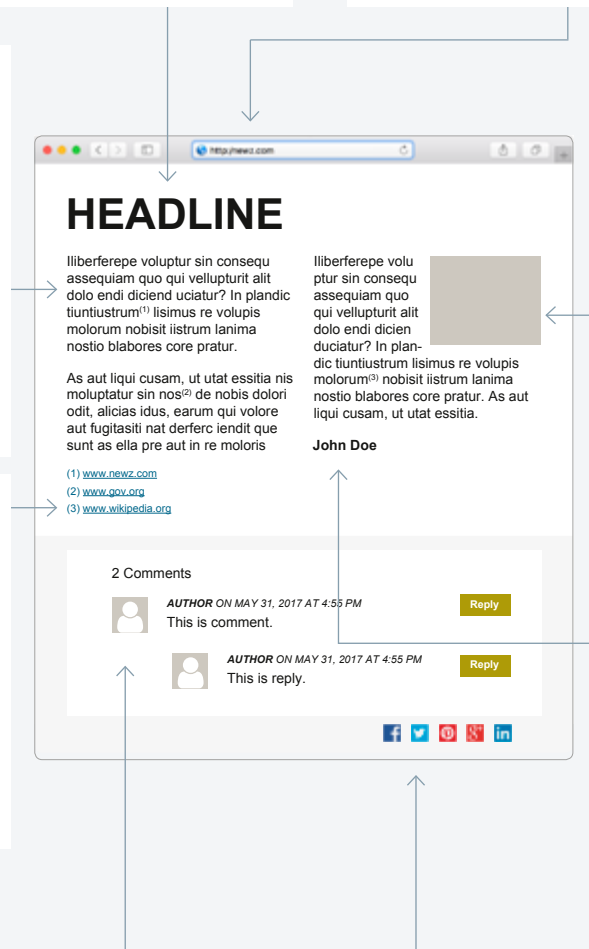 http:/newz.com
HEADLINE
Iliberferepe voluptur sin consequ
assequiam quo qui vellupturit alit
dolo endi diciend uciatur? In plandic
tiuntiustrum(1) lisimus re volupis
molorum nobisit iistrum lanima
nostio blabores core pratur.
As aut liqui cusam, ut utat essitia nis
moluptatur sin nos(2) de nobis dolori
odit, alicias idus, earum qui volore
aut fugitasiti nat derferc iendit que
sunt as ella pre aut in re moloris
Iliberferepe volu
ptur sin consequ
assequiam quo
qui vellupturit alit
dolo endi dicien
duciatur? In plan-
dic tiuntiustrum lisimus re volupis
molorum(3) nobisit iistrum lanima
nostio blabores core pratur. As aut
liqui cusam, ut utat essitia.
John Doe
(1) www.newz.com
(2) www.gov.org
(3) www.wikipedia.org
2 Comments
AUTHOR ON MAY 31, 2017 AT 4:55 PM
Reply
This is comment.
AUTHOR ON MAY 31, 2017 AT 4:55 PM
Reply
This is reply.